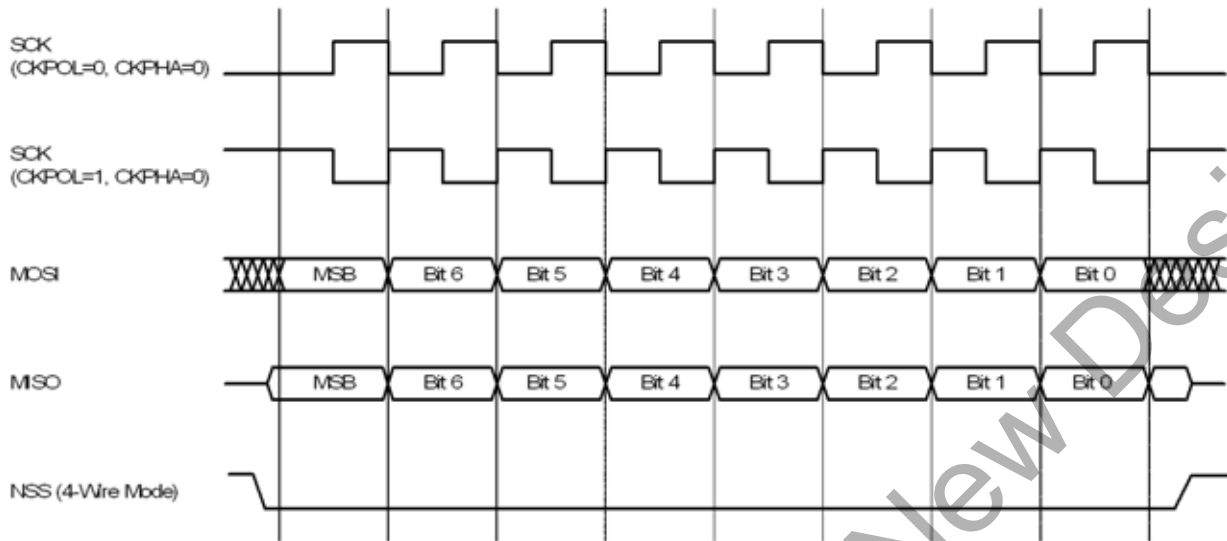 SCK
(CKPOL=0, CKPHA=0)
SCK
(CKPOL=1, CKPHA=0)
MOSI
MSB Bit 6 Bit 5 Bit 4 Bit 3 Bit 2 Bit 1 Bit 0
MISO
MSB Bit 6 Bit 5 Bit 4 Bit 3 Bit 2 Bit 1 Bit 0
NSS (4-Wire Mode)
New Des